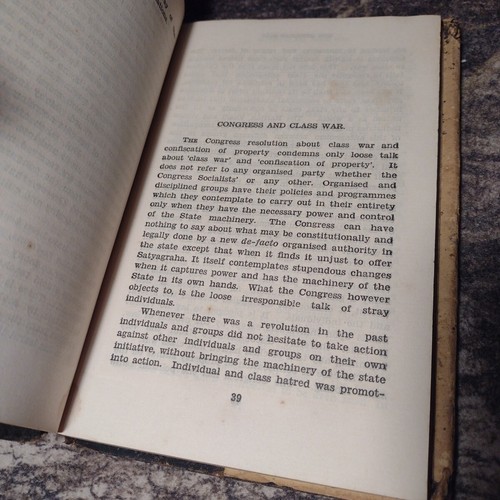 CONGRESS AND CLASS WAR.
THE Congress resolution about class war and
confiscation of property condemns only loose talk
about 'class war' and 'confiscation of property'. It
does not refer to any organised party whether the
Congress Socialists' or any other. Organised and
disciplined groups have their policies and programmes
which they contemplate to carry out in their entirety
only when they have the necessary power and control
of the State machinery. The Congress can have
nothing to say about what may be constitutionally and
legally done by a new de-facto organised authority in
the state except that when it finds it unjust to offer
Satyagraha. It itself contemplates stupendous changes
when it captures power and has the machinery of the
State in its own hands. What the Congress however
objects to, is the loose irresponsible talk of stray
individuals.
Whenever there was a revolution in the past
individuals and groups did not hesitate to take action
against other individuals and groups on their own
initiative, without bringing the machinery of the state
into action. Individual and class hatred was promot-
39